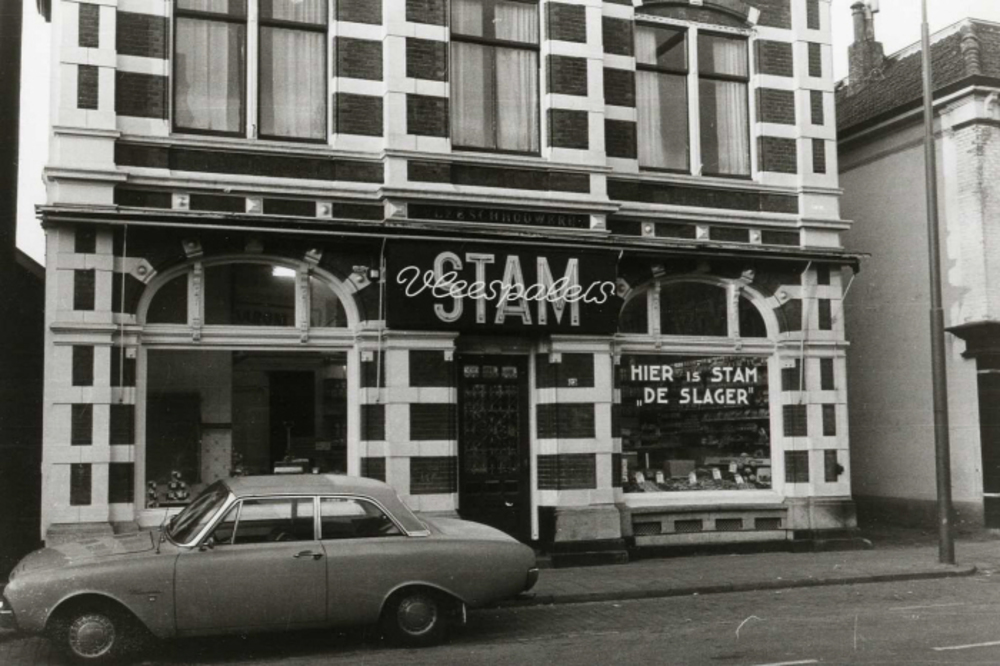 STAM
Vleespaleis
HIER is STAM
„DE SLAGER"